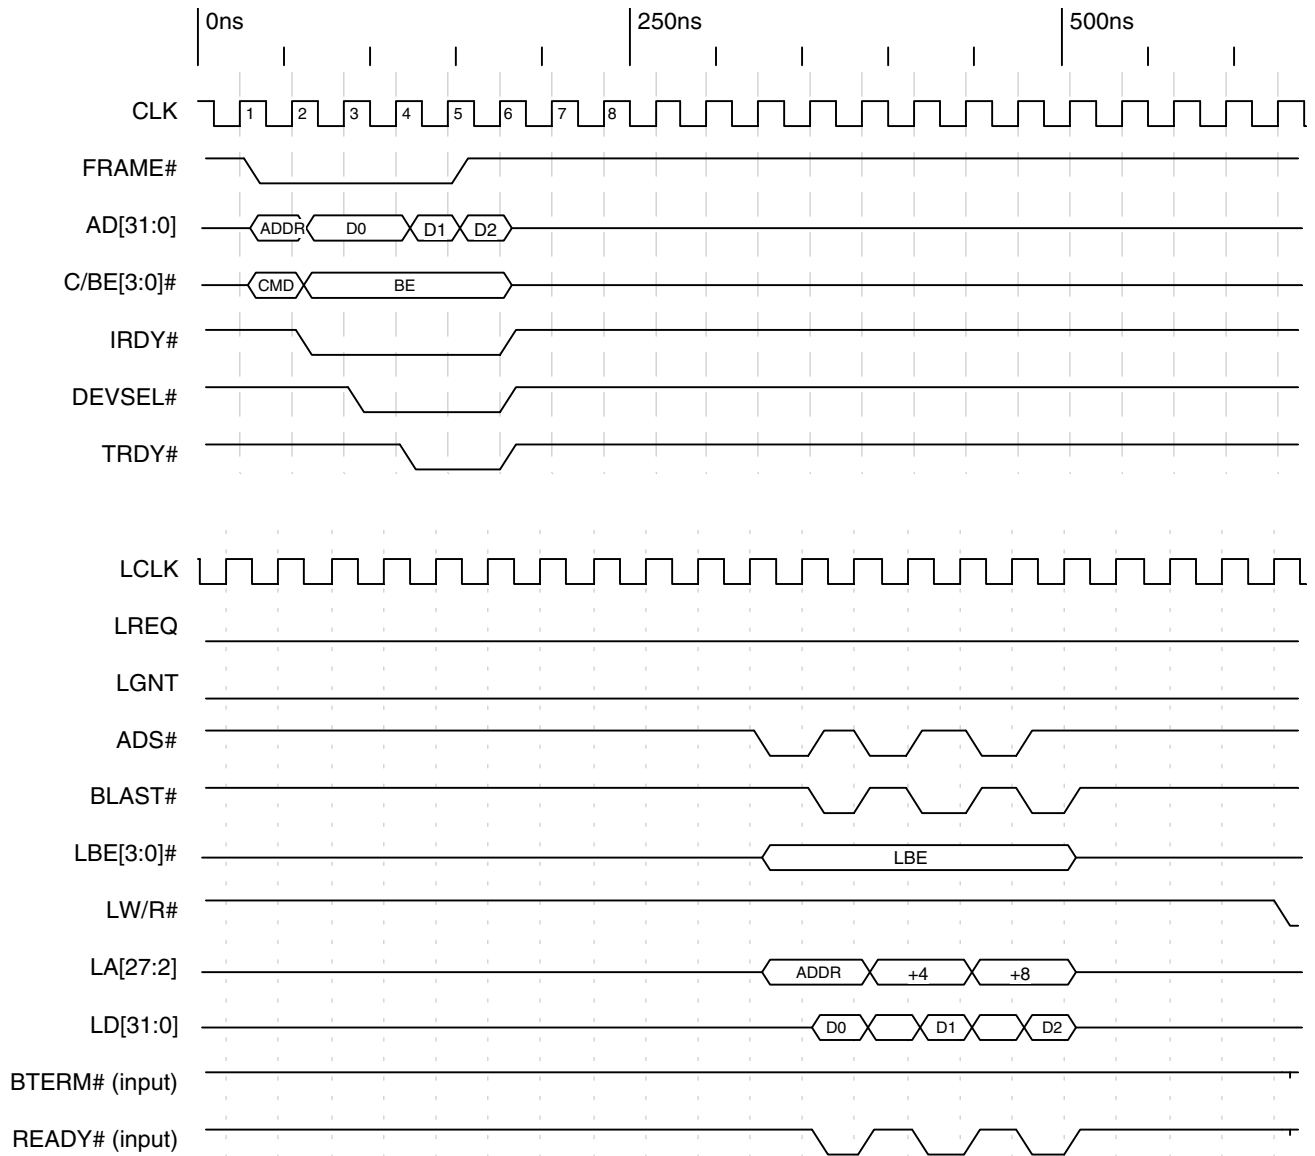 0ns 250ns 500ns
CLK 1 2 3 4 5 6 7 8
FRAME#
AD[31:0] ADDR D0 D1 D2
C/BE[3:0]# CMD BE
IRDY#
DEVSEL#
TRDY#
LCLK
LREQ
LGNT
ADS#
BLAST#
LBE[3:0]# LBE
LW/R#
LA[27:2] ADDR +4 +8
LD[31:0] D0 D1 D2
BTERM# (input)
READY# (input)